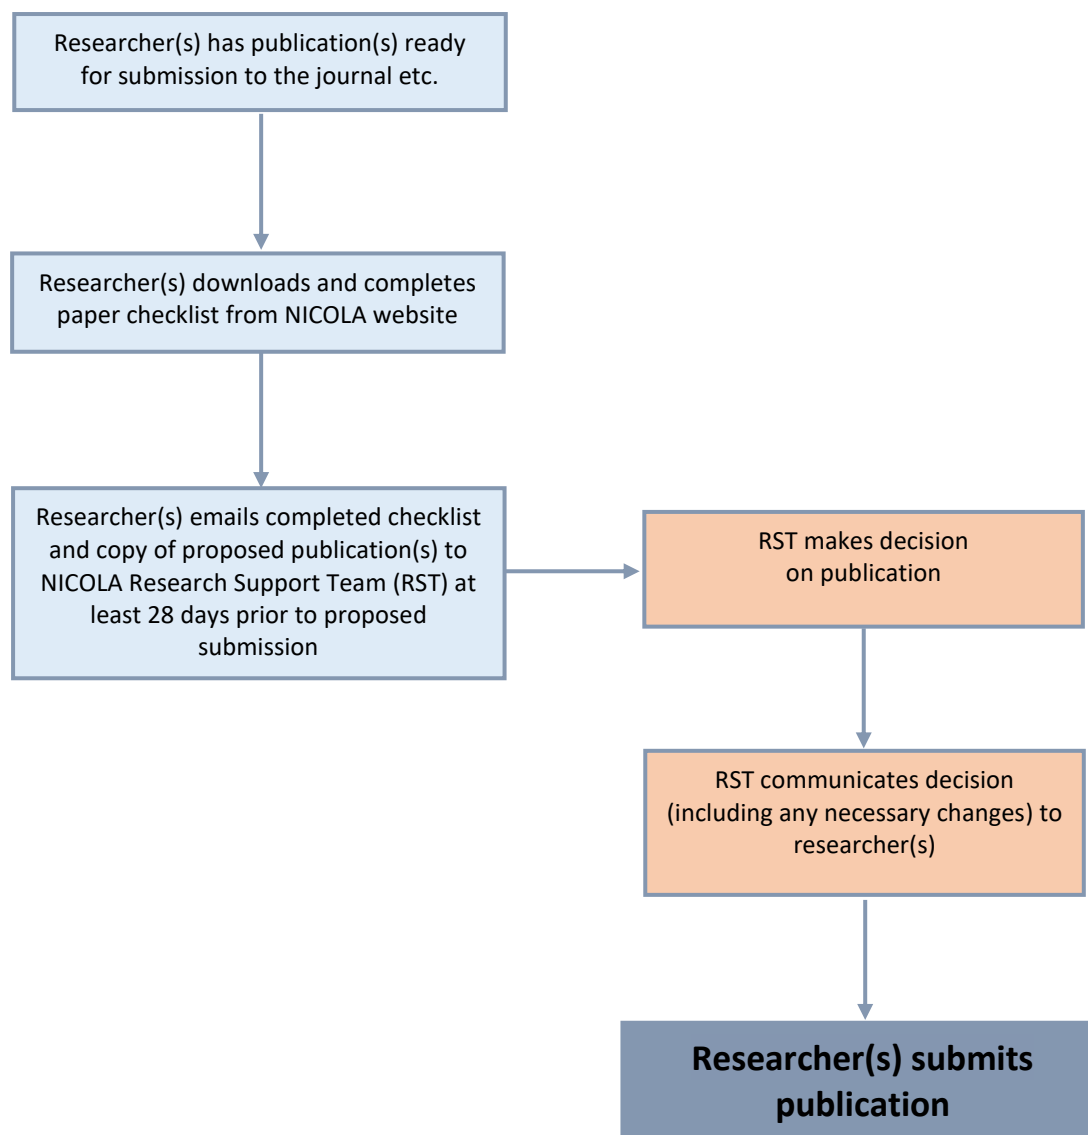 Researcher(s) has publication(s) ready
for submission to the journal etc.
Researcher(s) downloads and completes
paper checklist from NICOLA website
Researcher(s) emails completed checklist
and copy of proposed publication(s) to
NICOLA Research Support Team (RST) at
least 28 days prior to proposed
submission
RST makes decision
on publication
RST communicates decision
(including any necessary changes) to
researcher(s)
Researcher(s) submits
publication